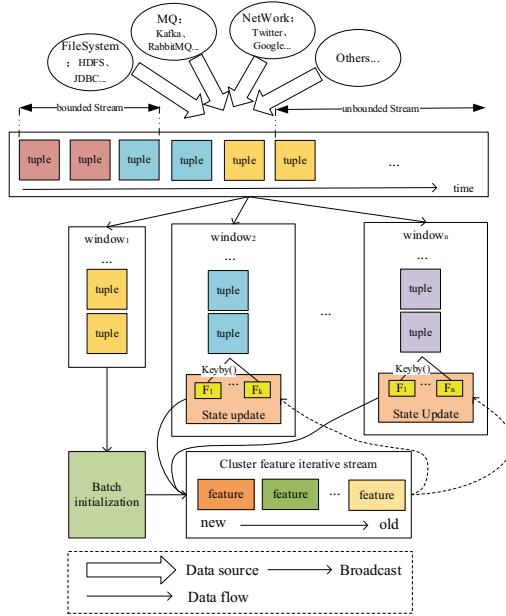 FileSystem
：HDFS、
JDBC...
MQ：
Kafka、
RabbitMQ...
NetWork：
Twitter、
Google...
Others...
bounded Stream
unbounded Stream
tuple tuple tuple tuple tuple tuple ...
time
window1
...
tuple
tuple
window2
...
tuple
tuple
Keyby()
F1 ... Fk
State update
...
windown
...
tuple
tuple
Keyby()
F1 ... Fn
State Update
Batch
initialization
Cluster feature iterative stream
feature feature ... feature
new old
Data source Broadcast
Data flow